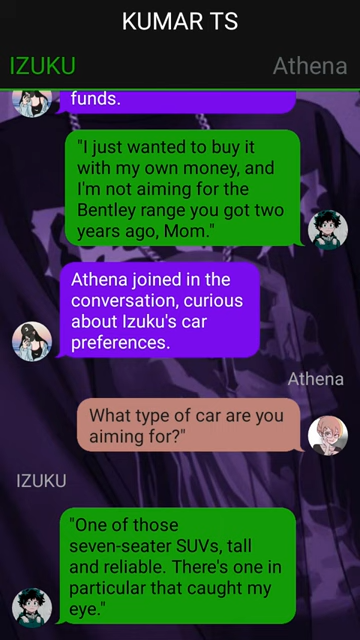 KUMAR TS
IZUKU
Athena
funds.
"I just wanted to buy it
with my own money, and
I'm not aiming for the
Bentley range you got two
years ago, Mom."
Athena joined in the
conversation, curious
about Izuku's car
preferences.
Athena
What type of car are you
aiming for?"
IZUKU
"One of those
seven-seater SUVs, tall
and reliable. There's one in
particular that caught my
eye."